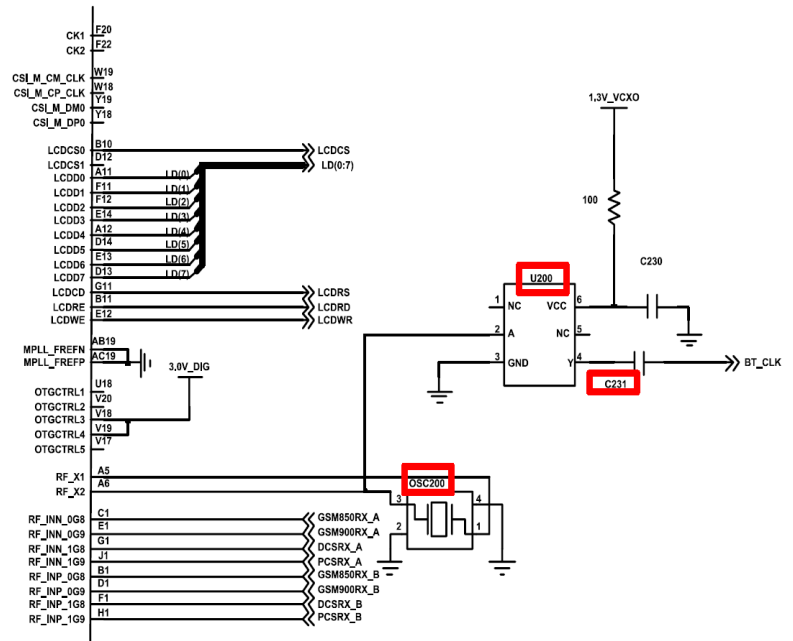 CK1 F20
CK2 F22
CSI_M_CM_CLK W19
CSI_M_CP_CLK W18
CSI_M_DM0 Y19
CSI_M_DP0 Y18
LCDCS0 B10 LCDCS
LCDCS1 D12 LD(0:7)
LCDD0 A11 LD(0)
LCDD1 F11 LD(1)
LCDD2 F12 LD(2)
LCDD3 E14 LD(3)
LCDD4 A12 LD(4)
LCDD5 D14 LD(5)
LCDD6 E13 LD(6)
LCDD7 D13 LD(7)
LCDCD G11 LCDRS
LCDRE B11 LCDRD
LCDWE E12 LCDWR
MPLL_FREFN AB19
MPLL_FREFP AC19
3,0V_DIG
OTGCTRL1 U18
OTGCTRL2 V20
OTGCTRL3 V18
OTGCTRL4 V19
OTGCTRL5 V17
RF_X1 A5
RF_X2 A6
RF_INN_0G8 C1 GSM850RX_A
RF_INN_0G9 E1 GSM900RX_A
RF_INN_1G8 G1 DCSRX_A
RF_INN_1G9 J1 PCSRX_A
RF_INP_0G8 B1 GSM850RX_B
RF_INP_0G9 D1 GSM900RX_B
RF_INP_1G8 F1 DCSRX_B
RF_INP_1G9 H1 PCSRX_B
1,3V_VCXO
100
C230
U200
1 NC VCC 6
2 A NC 5
3 GND Y 4
C231
BT_CLK
OSC200
3 4
2 1